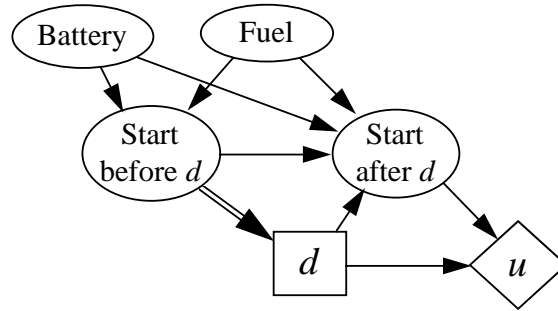 Battery
Fuel
Start
before d
Start
after d
d
u